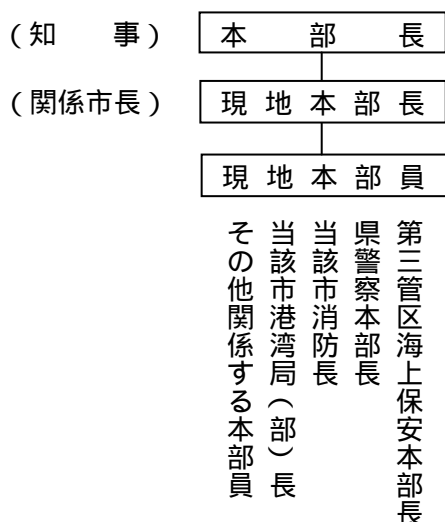 (知　事) 本部長
(関係市長) 現地本部長
現地本部員
第三管区海上保安本部長
県警察本部長
当該市消防長
当該市港湾局(部)長
その他関係する本部員